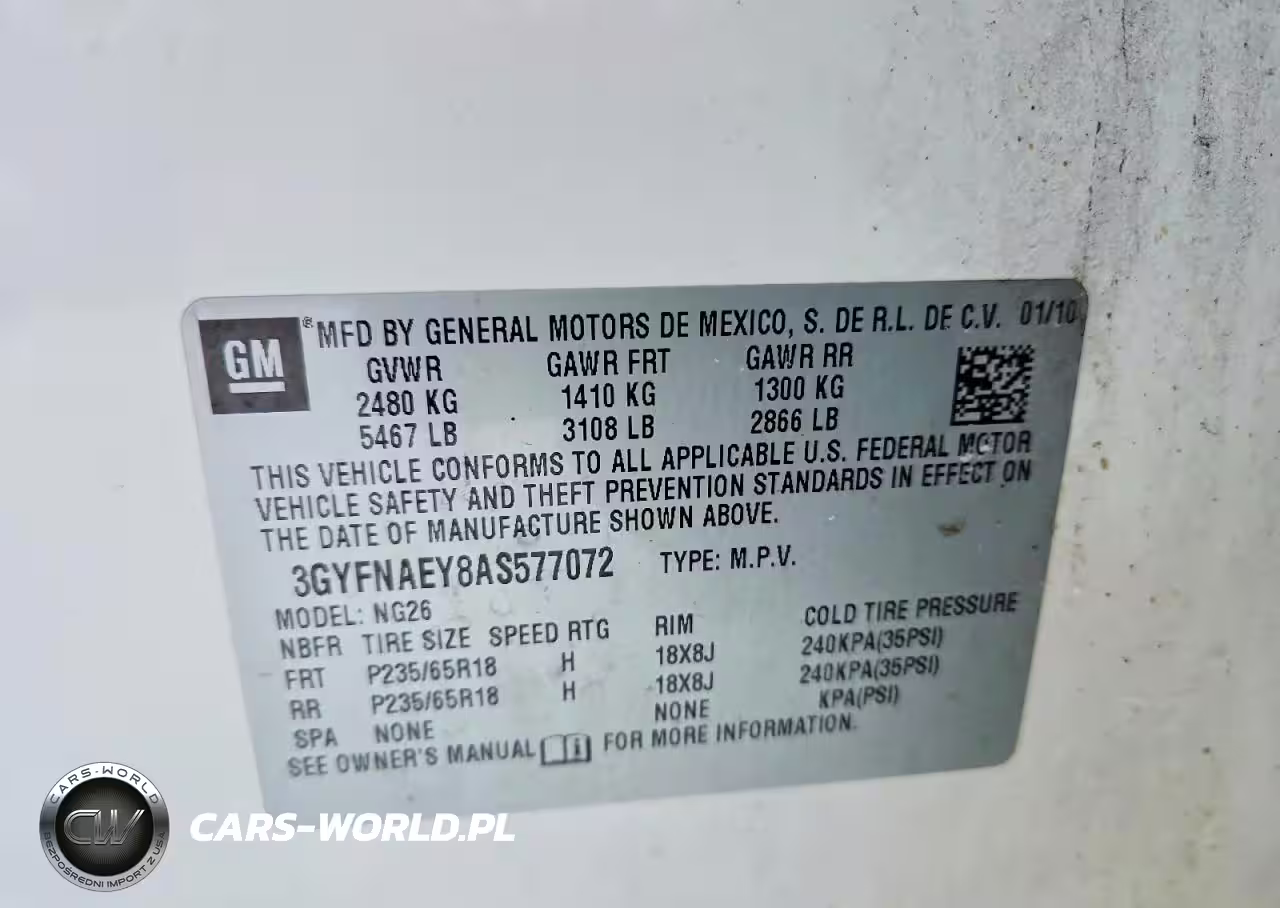 GM
® MFD BY GENERAL MOTORS DE MEXICO, S. DE R.L. DE C.V. 01/10
GVWR GAWR FRT GAWR RR
2480 KG 1410 KG 1300 KG
5467 LB 3108 LB 2866 LB
THIS VEHICLE CONFORMS TO ALL APPLICABLE U.S. FEDERAL MOTOR
VEHICLE SAFETY AND THEFT PREVENTION STANDARDS IN EFFECT ON
THE DATE OF MANUFACTURE SHOWN ABOVE.
3GYFNAEY8AS577072 TYPE: M.P.V.
MODEL: NG26
NBFR TIRE SIZE SPEED RTG RIM COLD TIRE PRESSURE
FRT P235/65R18 H 18X8J 240KPA(35PSI)
RR P235/65R18 H 18X8J 240KPA(35PSI)
SPA NONE NONE KPA(PSI)
SEE OWNER'S MANUAL FOR MORE INFORMATION.
CARS-WORLD
CW
BEZPOŚREDNI IMPORT Z USA
CARS-WORLD.PL